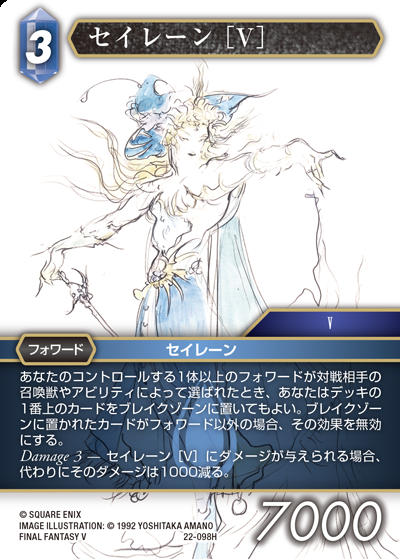 3
セイレーン［V］
V
フォワード
セイレーン
あなたのコントロールする1体以上のフォワードが対戦相手の
召喚獣やアビリティによって選ばれたとき、あなたはデッキの
1番上のカードをブレイクゾーンに置いてもよい。ブレイクゾー
ンに置かれたカードがフォワード以外の場合、その効果を無効
にする。
Damage 3 — セイレーン［V］にダメージが与えられる場合、
代わりにそのダメージは1000減る。
© SQUARE ENIX
IMAGE ILLUSTRATION: © 1992 YOSHITAKA AMANO
FINAL FANTASY V
22-098H
7000